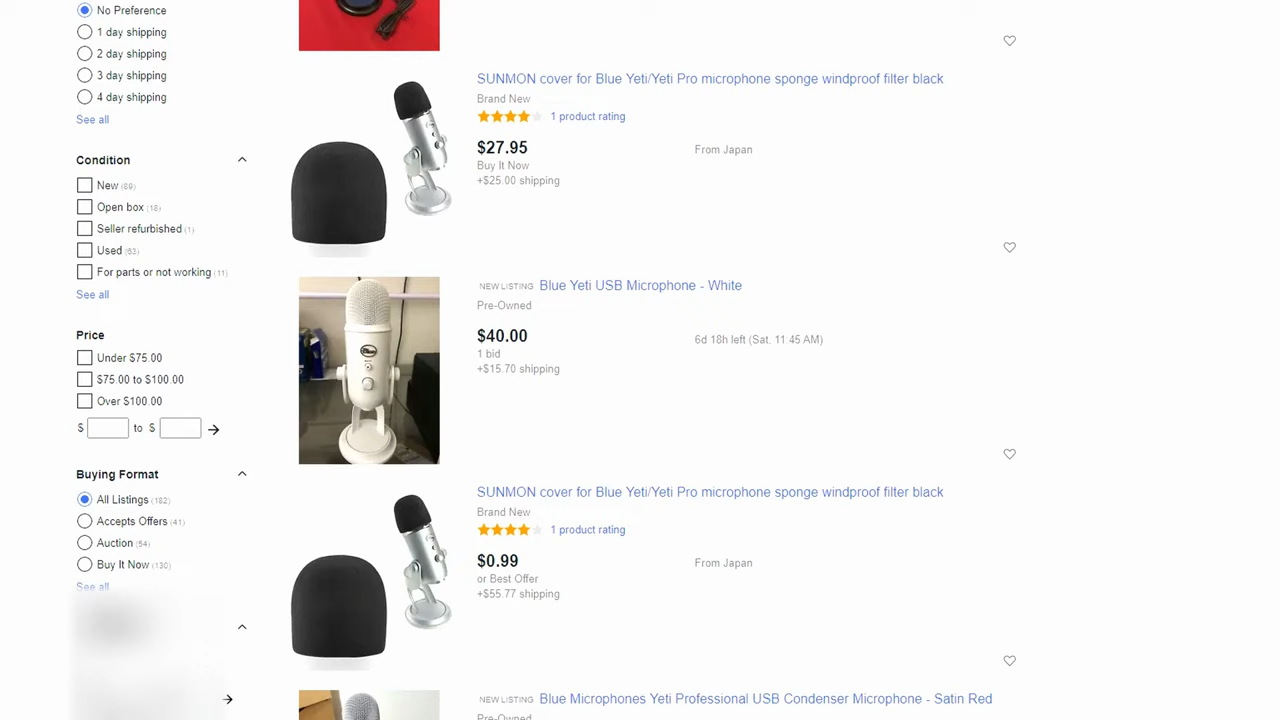 No Preference
1 day shipping
2 day shipping
3 day shipping
4 day shipping
See all
Condition
New (89)
Open box (18)
Seller refurbished (1)
Used (63)
For parts or not working (11)
See all
Price
Under $75.00
$75.00 to $100.00
Over $100.00
$ to $
Buying Format
All Listings (182)
Accepts Offers (41)
Auction (54)
Buy It Now (130)
See all
SUNMON cover for Blue Yeti/Yeti Pro microphone sponge windproof filter black
Brand New
1 product rating
$27.95
From Japan
Buy It Now
+$25.00 shipping
NEW LISTING Blue Yeti USB Microphone - White
Pre-Owned
$40.00
6d 18h left (Sat. 11:45 AM)
1 bid
+$15.70 shipping
SUNMON cover for Blue Yeti/Yeti Pro microphone sponge windproof filter black
Brand New
1 product rating
$0.99
From Japan
or Best Offer
+$55.77 shipping
NEW LISTING Blue Microphones Yeti Professional USB Condenser Microphone - Satin Red
Pre-Owned